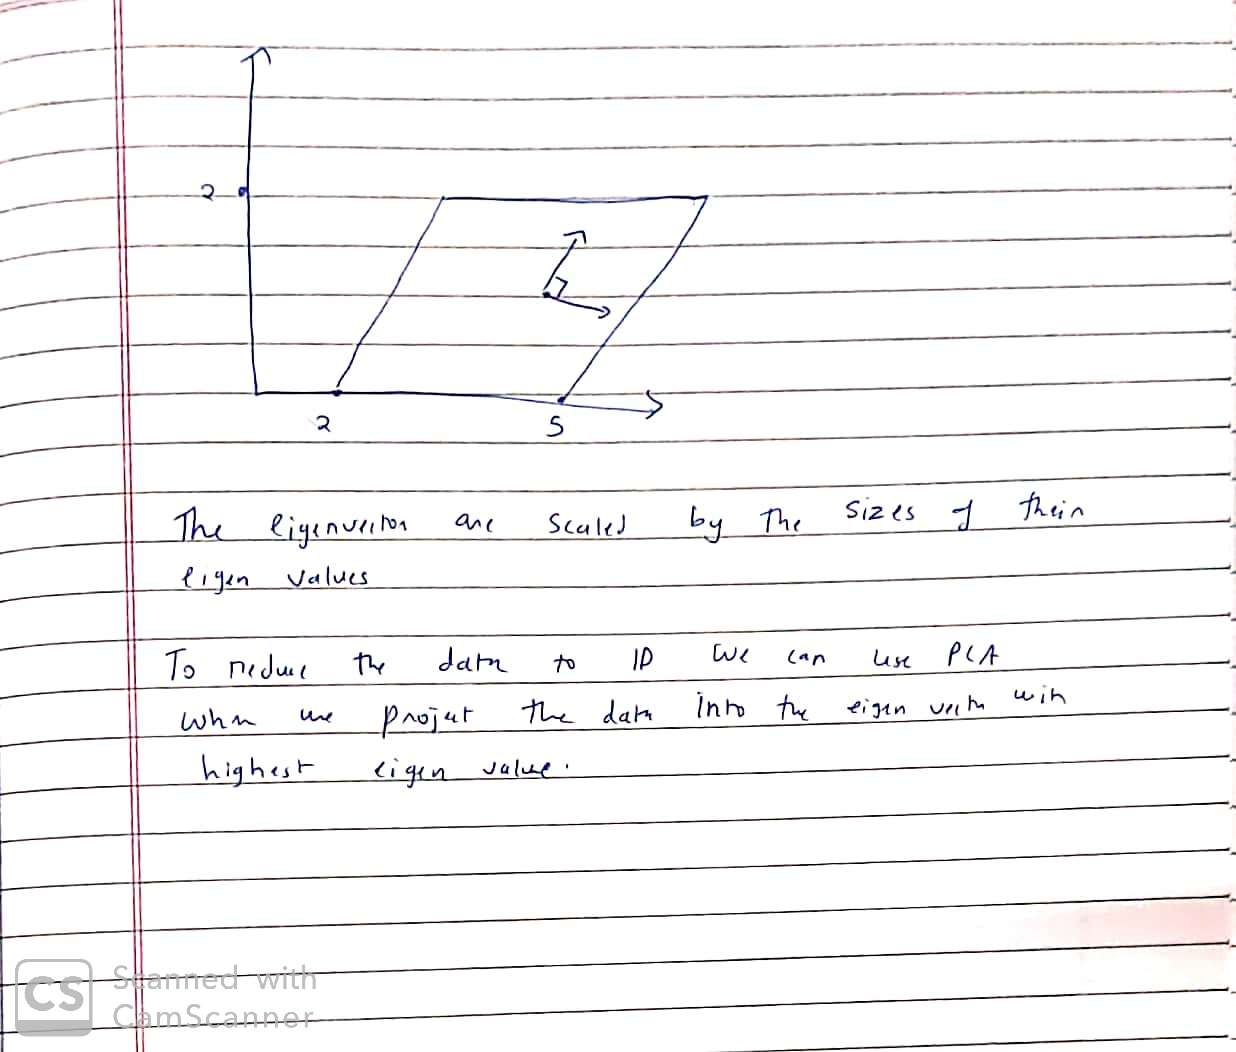 2
2 5
The eigenvector are scaled by The sizes of their
eigen values
To reduce the data to 1D we can use PCA
when we project the data into the eigen vector with
highest eigen value.
CS Scanned with
CamScanner